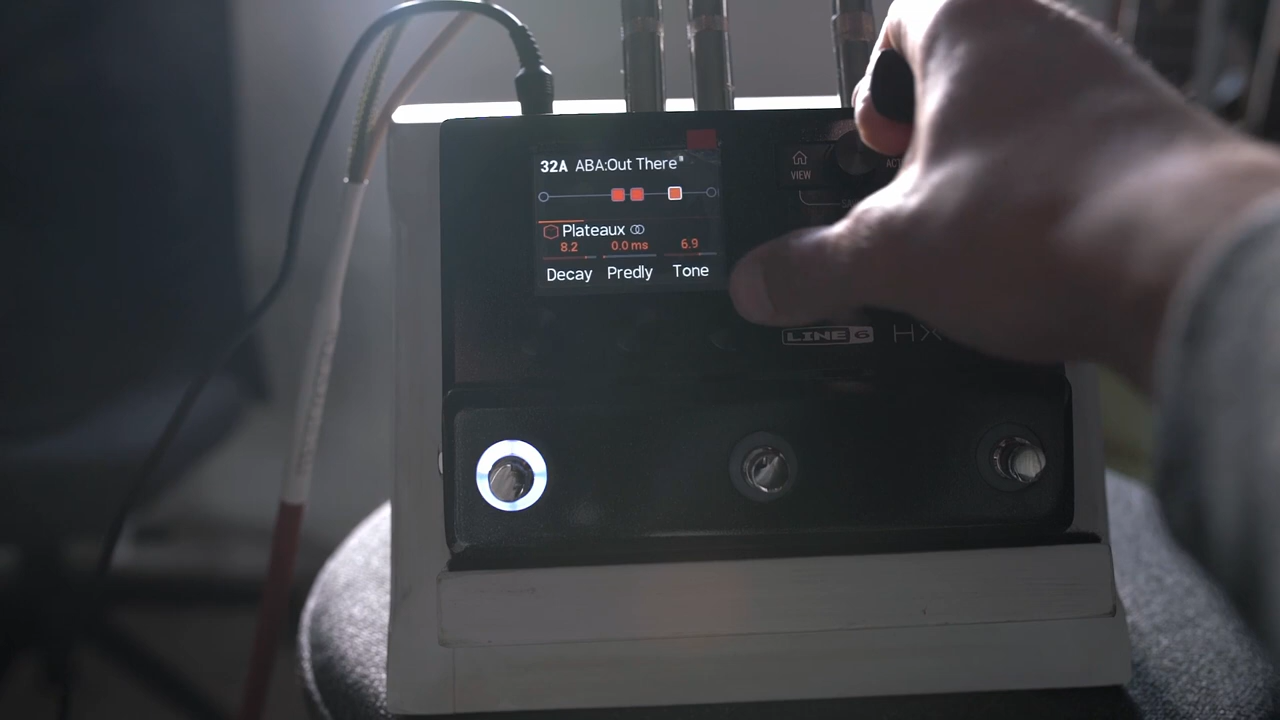 32A ABA:Out There
VIEW
ACT
Plateaux
8.2 0.0 ms 6.9
Decay Predly Tone
LINE 6 HX